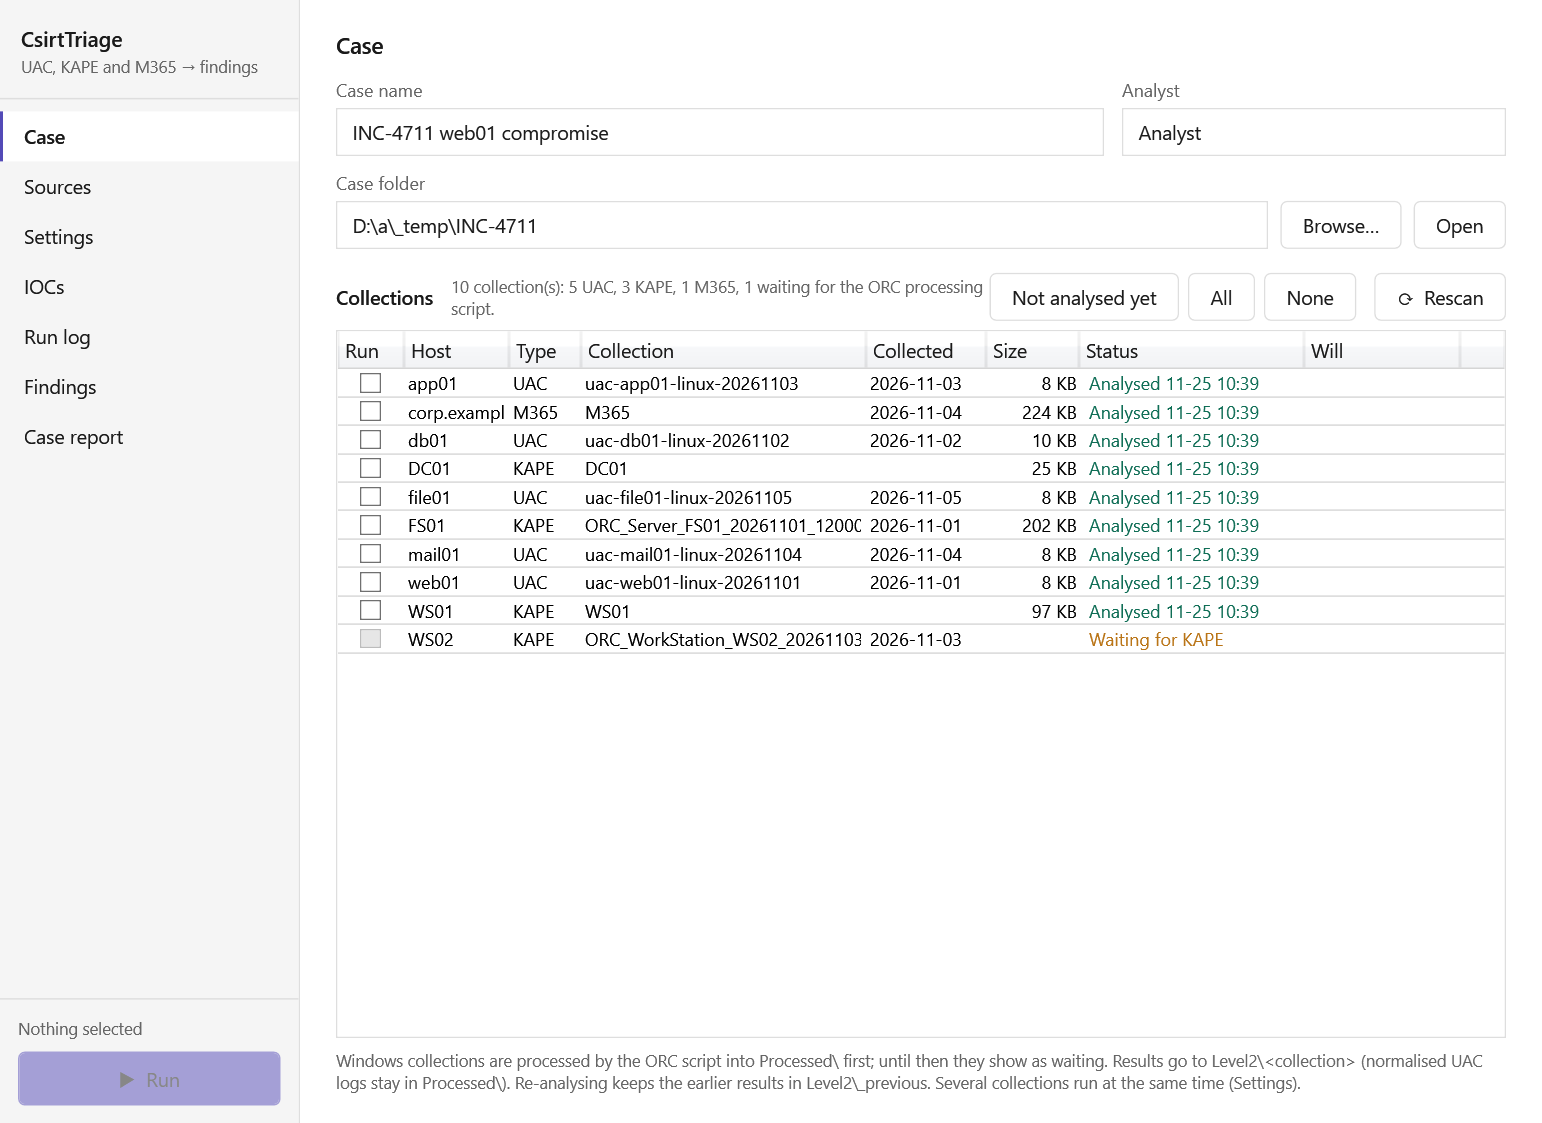 CsirtTriage
UAC, KAPE and M365 → findings
Case
Sources
Settings
IOCs
Run log
Findings
Case report
Nothing selected
▶ Run
Case
Case name
Analyst
INC-4711 web01 compromise
Analyst
Case folder
D:\a\_temp\INC-4711
Browse...
Open
Collections
10 collection(s): 5 UAC, 3 KAPE, 1 M365, 1 waiting for the ORC processing
script.
Not analysed yet
All
None
⟳ Rescan
Run Host Type Collection Collected Size Status Will
app01 UAC uac-app01-linux-20261103 2026-11-03 8 KB Analysed 11-25 10:39
corp.exampl M365 M365 2026-11-04 224 KB Analysed 11-25 10:39
db01 UAC uac-db01-linux-20261102 2026-11-02 10 KB Analysed 11-25 10:39
DC01 KAPE DC01 25 KB Analysed 11-25 10:39
file01 UAC uac-file01-linux-20261105 2026-11-05 8 KB Analysed 11-25 10:39
FS01 KAPE ORC_Server_FS01_20261101_12000 2026-11-01 202 KB Analysed 11-25 10:39
mail01 UAC uac-mail01-linux-20261104 2026-11-04 8 KB Analysed 11-25 10:39
web01 UAC uac-web01-linux-20261101 2026-11-01 8 KB Analysed 11-25 10:39
WS01 KAPE WS01 97 KB Analysed 11-25 10:39
WS02 KAPE ORC_WorkStation_WS02_20261103 2026-11-03 Waiting for KAPE
Windows collections are processed by the ORC script into Processed\ first; until then they show as waiting. Results go to Level2\<collection> (normalised UAC
logs stay in Processed\). Re-analysing keeps the earlier results in Level2\_previous. Several collections run at the same time (Settings).